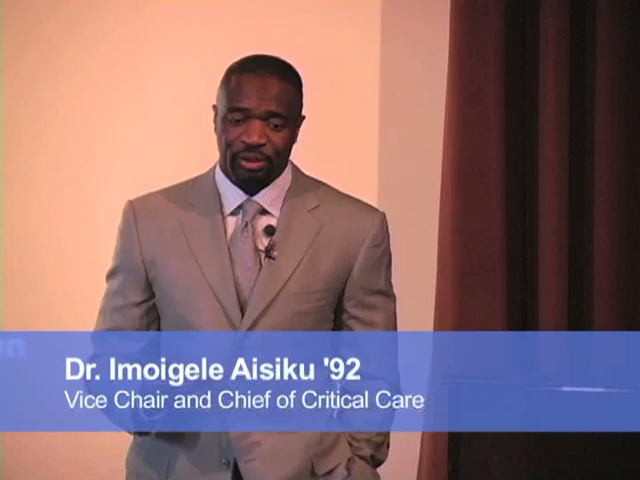 Dr. Imoigele Aisiku '92
Vice Chair and Chief of Critical Care